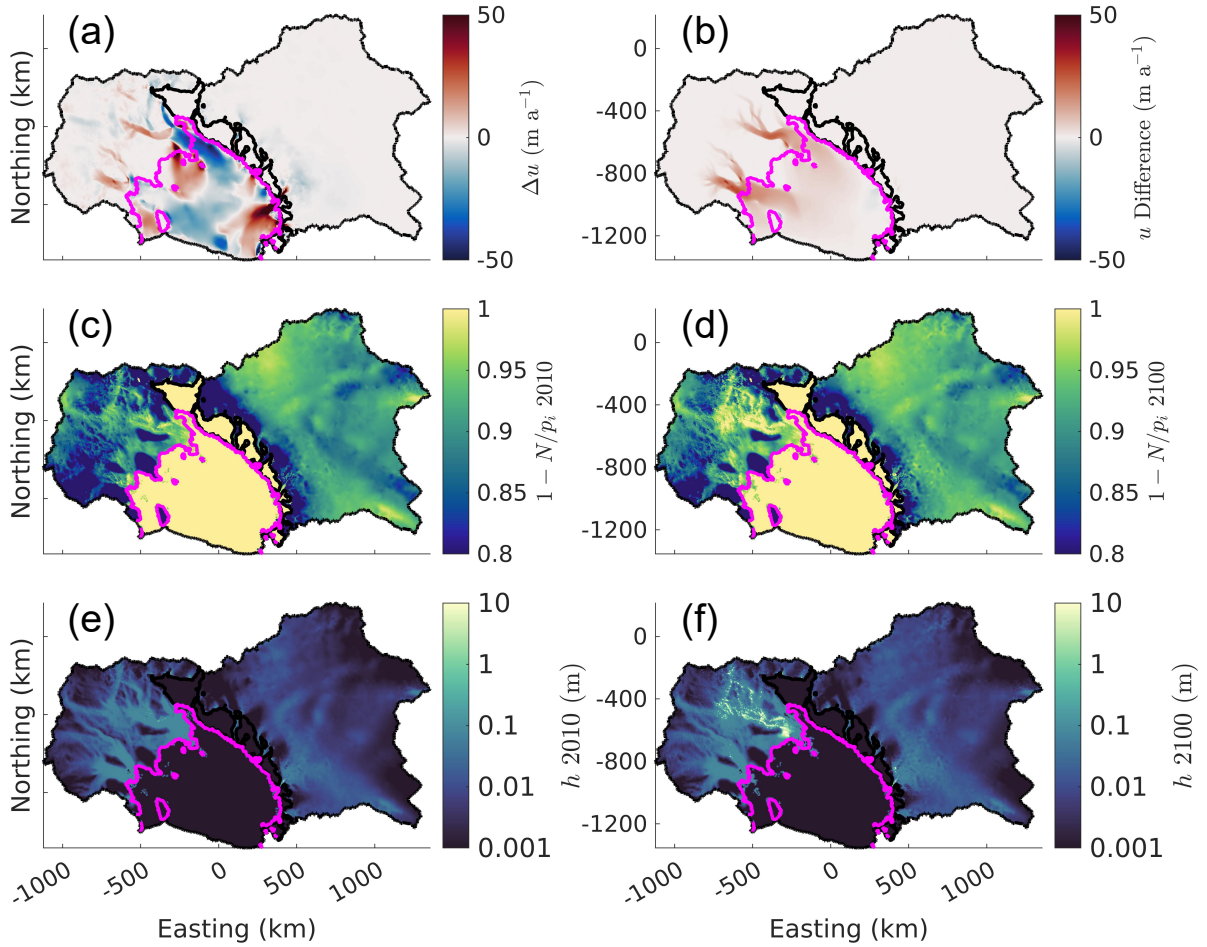 (a)
Northing (km)
50
0
-50
Δu (m a⁻¹)
(b)
0
-400
-800
-1200
50
0
-50
u Difference (m a⁻¹)
(c)
Northing (km)
1
0.95
0.9
0.85
0.8
1 − N/pᵢ 2010
(d)
0
-400
-800
-1200
1
0.95
0.9
0.85
0.8
1 − N/pᵢ 2100
(e)
Northing (km)
-1000
-500
0
500
1000
Easting (km)
10
1
0.1
0.01
0.001
h 2010 (m)
(f)
0
-400
-800
-1200
-1000
-500
0
500
1000
Easting (km)
10
1
0.1
0.01
0.001
h 2100 (m)